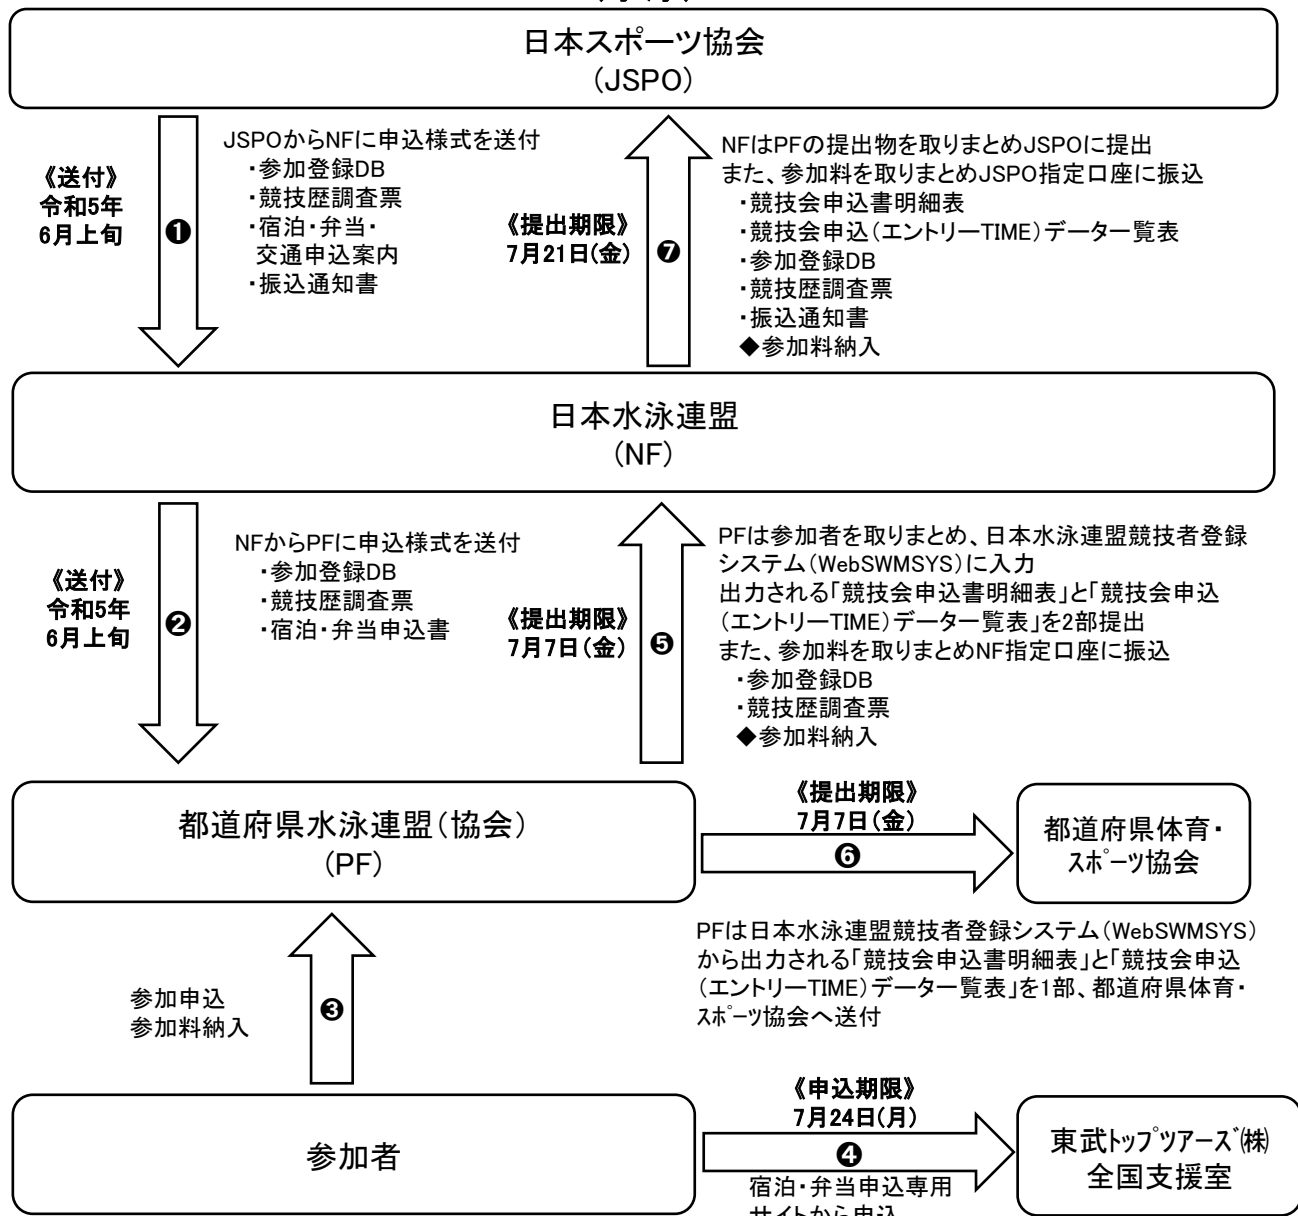 日本スポーツ協会
(JSPO)
《送付》
令和5年
6月上旬
❶
JSPOからNFに申込様式を送付
・参加登録DB
・競技歴調査票
・宿泊・弁当・
交通申込案内
・振込通知書
《提出期限》
7月21日(金)
❼
NFはPFの提出物を取りまとめJSPOに提出
また、参加料を取りまとめJSPO指定口座に振込
・競技会申込書明細表
・競技会申込(エントリーTIME)データ一覧表
・参加登録DB
・競技歴調査票
・振込通知書
◆参加料納入
日本水泳連盟
(NF)
《送付》
令和5年
6月上旬
❷
NFからPFに申込様式を送付
・参加登録DB
・競技歴調査票
・宿泊・弁当申込書
《提出期限》
7月7日(金)
❺
PFは参加者を取りまとめ、日本水泳連盟競技者登録
システム(WebSWMSYS)に入力
出力される「競技会申込書明細表」と「競技会申込
(エントリーTIME)データ一覧表」を2部提出
また、参加料を取りまとめNF指定口座に振込
・参加登録DB
・競技歴調査票
◆参加料納入
都道府県水泳連盟(協会)
(PF)
《提出期限》
7月7日(金)
❻
都道府県体育・
ｽﾎﾟｰﾂ協会
PFは日本水泳連盟競技者登録システム(WebSWMSYS)
から出力される「競技会申込書明細表」と「競技会申込
(エントリーTIME)データ一覧表」を1部、都道府県体育・
ｽﾎﾟｰﾂ協会へ送付
参加申込
参加料納入
❸
参加者
《申込期限》
7月24日(月)
❹
宿泊・弁当申込専用
サイトから申込
東武ﾄｯﾌﾟﾂｱｰｽﾞ㈱
全国支援室